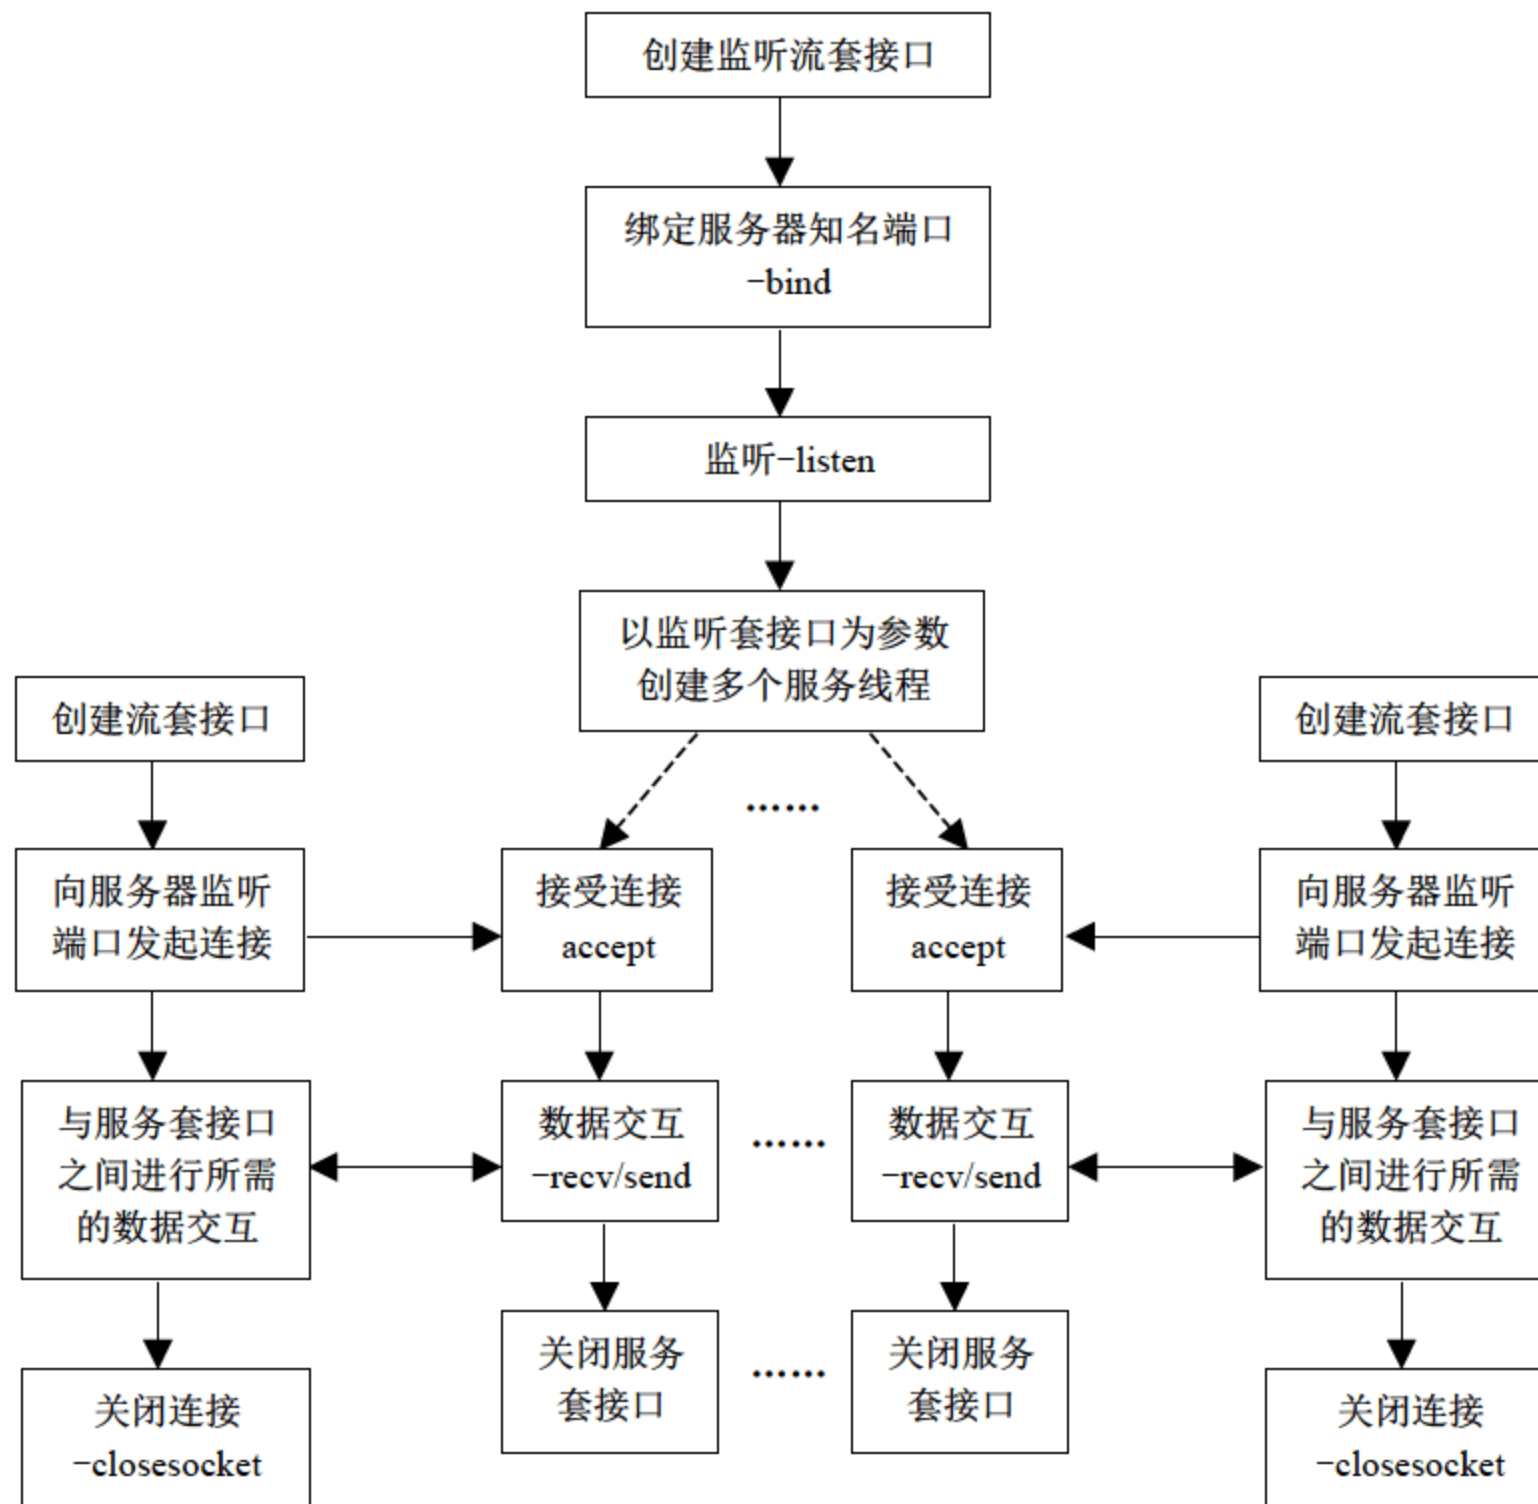 创建监听流套接口
绑定服务器知名端口
-bind
监听-listen
以监听套接口为参数
创建多个服务线程
创建流套接口
创建流套接口
……
向服务器监听
端口发起连接
接受连接
accept
接受连接
accept
向服务器监听
端口发起连接
与服务套接口
之间进行所需
的数据交互
数据交互
-recv/send
……
数据交互
-recv/send
与服务套接口
之间进行所需
的数据交互
关闭服务
套接口
……
关闭服务
套接口
关闭连接
-closesocket
关闭连接
-closesocket